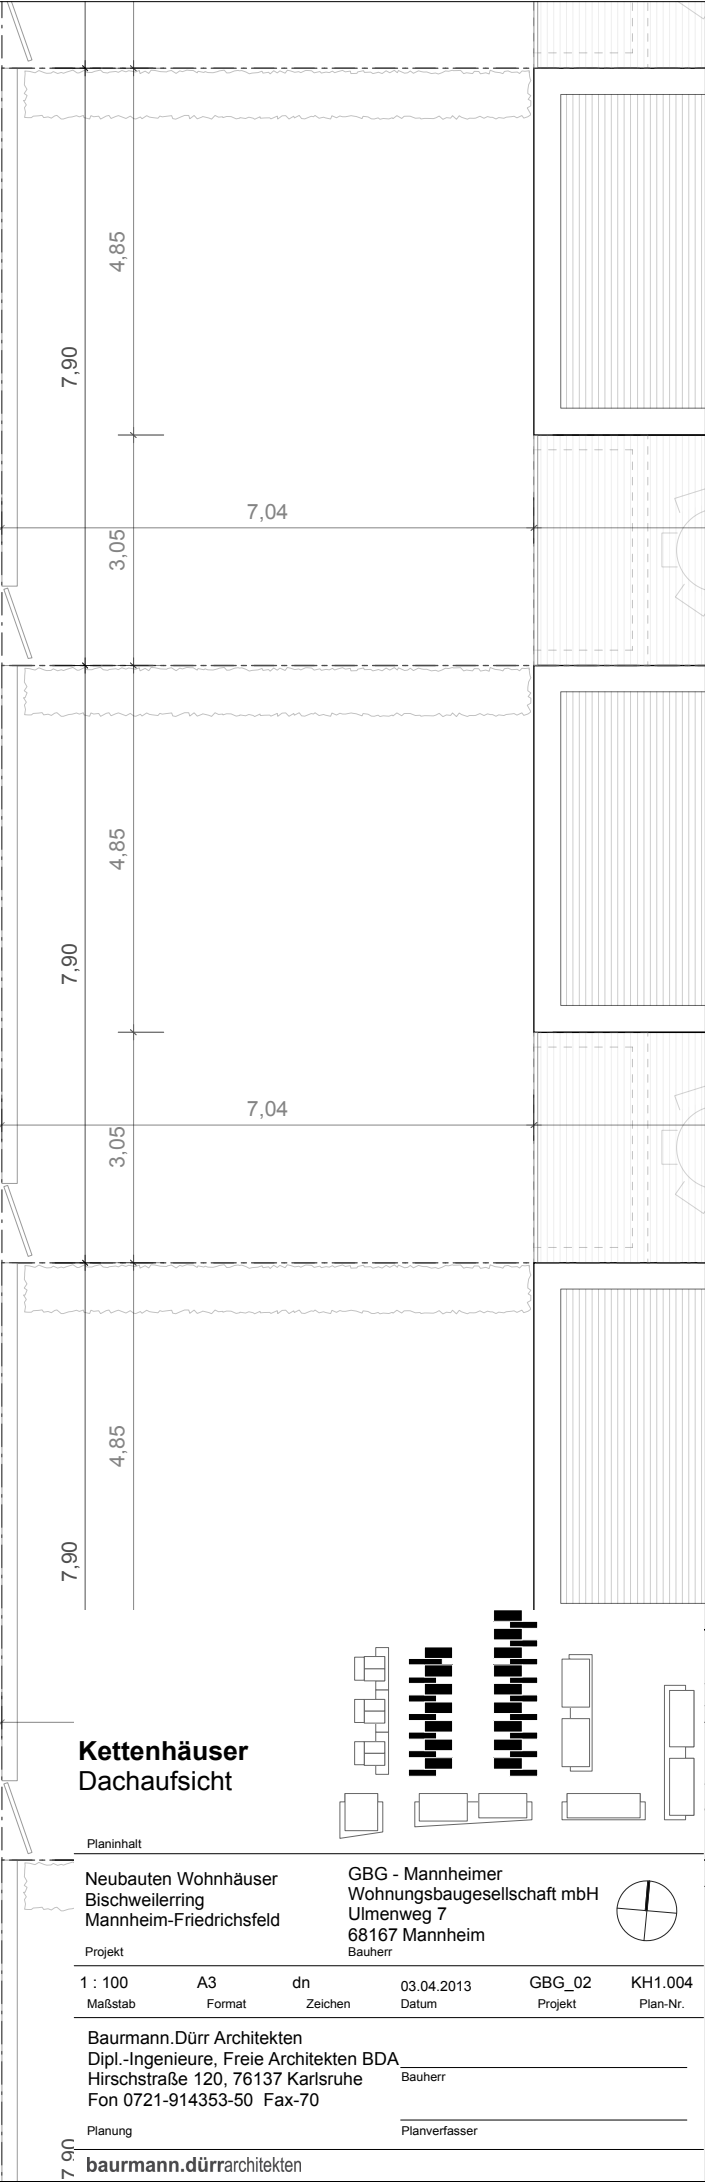 4,85
7,90
7,04
3,05
4,85
7,90
7,04
3,05
4,85
7,90
Kettenhäuser
Dachaufsicht
Planinhalt
Neubauten Wohnhäuser
Bischweilerring
Mannheim-Friedrichsfeld
Projekt
GBG - Mannheimer
Wohnungsbaugesellschaft mbH
Ulmenweg 7
68167 Mannheim
Bauherr
1 : 100 A3 dn 03.04.2013 GBG_02 KH1.004
Maßstab Format Zeichen Datum Projekt Plan-Nr.
Baurmann.Dürr Architekten
Dipl.-Ingenieure, Freie Architekten BDA
Hirschstraße 120, 76137 Karlsruhe
Fon 0721-914353-50 Fax-70
Bauherr
Planung
Planverfasser
7,90
baurmann.dürrarchitekten